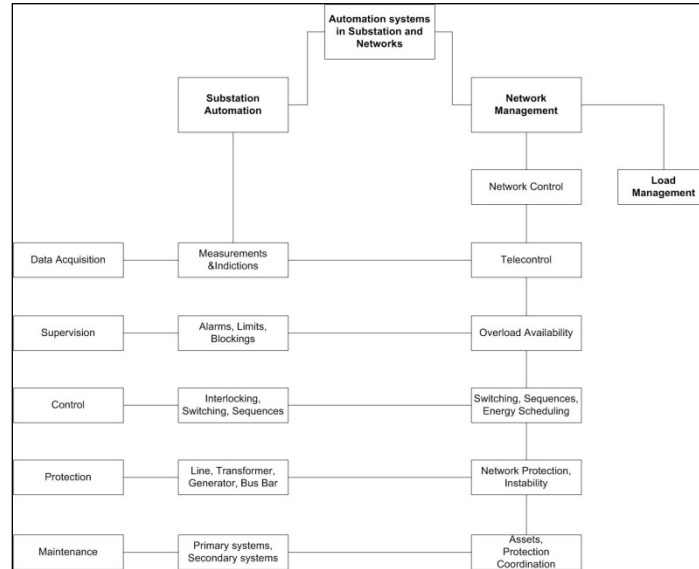 Automation systems
in Substation and
Networks
Substation
Automation
Network
Management
Network Control
Load
Management
Data Acquisition
Measurements
&Indictions
Telecontrol
Supervision
Alarms, Limits,
Blockings
Overload Availability
Control
Interlocking,
Switching, Sequences
Switching, Sequences,
Energy Scheduling
Protection
Line, Transformer,
Generator, Bus Bar
Network Protection,
Instability
Maintenance
Primary systems,
Secondary systems
Assets,
Protection
Coordination